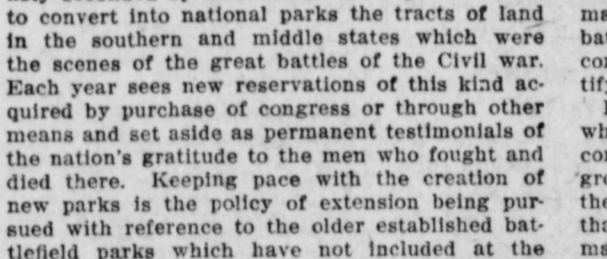 to convert into national parks the tracts of land
in the southern and middle states which were
the scenes of the great battles of the Civil war.
Each year sees new reservations of this kind ac-
quired by purchase of congress or through other
means and set aside as permanent testimonials of
the nation's gratitude to the men who fought and
died there. Keeping pace with the creation of
new parks is the policy of extension being pur-
sued with reference to the older established bat-
tlefield parks which have not included at the